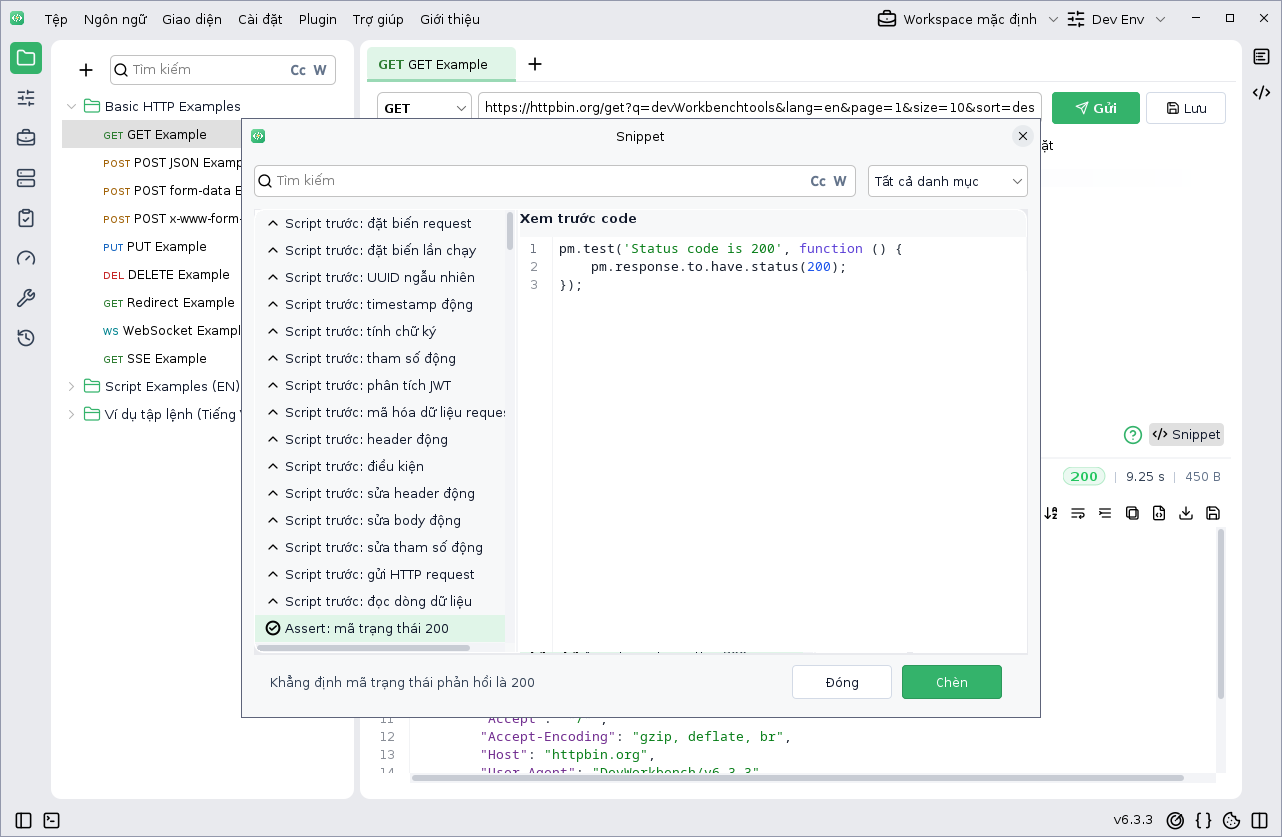 Tệp Ngôn ngữ Giao diện Cài đặt Plugin Trợ giúp Giới thiệu Workspace mặc định Dev Env
Tìm kiếm Cc W
GET GET Example
Basic HTTP Examples
GET https://httpbin.org/get?q=devWorkbenchtools&lang=en&page=1&size=10&sort=des Gửi Lưu
GET GET Example
POST POST JSON Examp
POST POST form-data E
POST POST x-www-form-
PUT PUT Example
DEL DELETE Example
GET Redirect Example
WS WebSocket Exampl
GET SSE Example
Script Examples (EN)
Ví dụ tập lệnh (Tiếng
Snippet
Tìm kiếm Cc W
Tất cả danh mục
Script trước: đặt biến request
Script trước: đặt biến lần chạy
Script trước: UUID ngẫu nhiên
Script trước: timestamp động
Script trước: tính chữ ký
Script trước: tham số động
Script trước: phân tích JWT
Script trước: mã hóa dữ liệu reque
Script trước: header động
Script trước: điều kiện
Script trước: sửa header động
Script trước: sửa body động
Script trước: sửa tham số động
Script trước: gửi HTTP request
Script trước: đọc dòng dữ liệu
Assert: mã trạng thái 200
Xem trước code
1 pm.test('Status code is 200', function () {
2 pm.response.to.have.status(200);
3 });
Khẳng định mã trạng thái phản hồi là 200
Đóng
Chèn
ặt
Snippet
200 9.25 s 450 B
11 "Accept": "*/*",
12 "Accept-Encoding": "gzip, deflate, br",
13 "Host": "httpbin.org",
14 "User-Agent": "DevWorkbench/v6.3.3"
v6.3.3